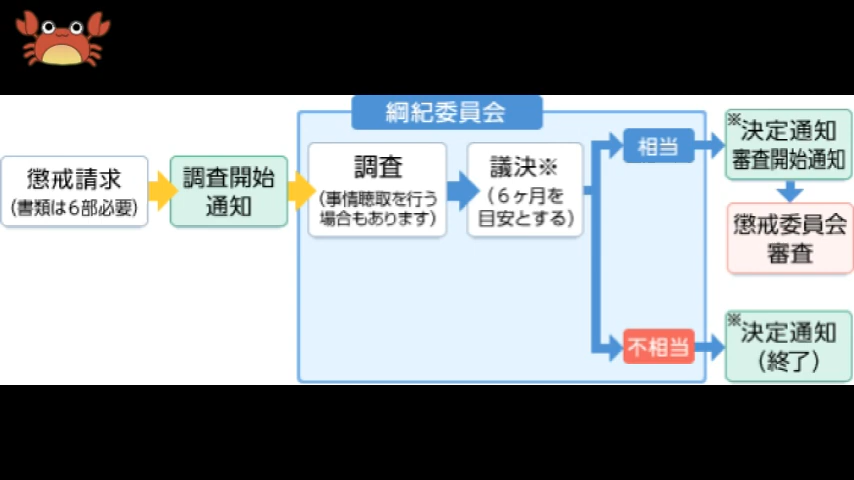 綱紀委員会
懲戒請求
(書類は6部必要)
調査開始
通知
調査
(事情聴取を行う
場合もあります)
議決※
(6ヶ月を
目安とする)
相当
※決定通知
審査開始通知
懲戒委員会
審査
不相当
※決定通知
(終了)